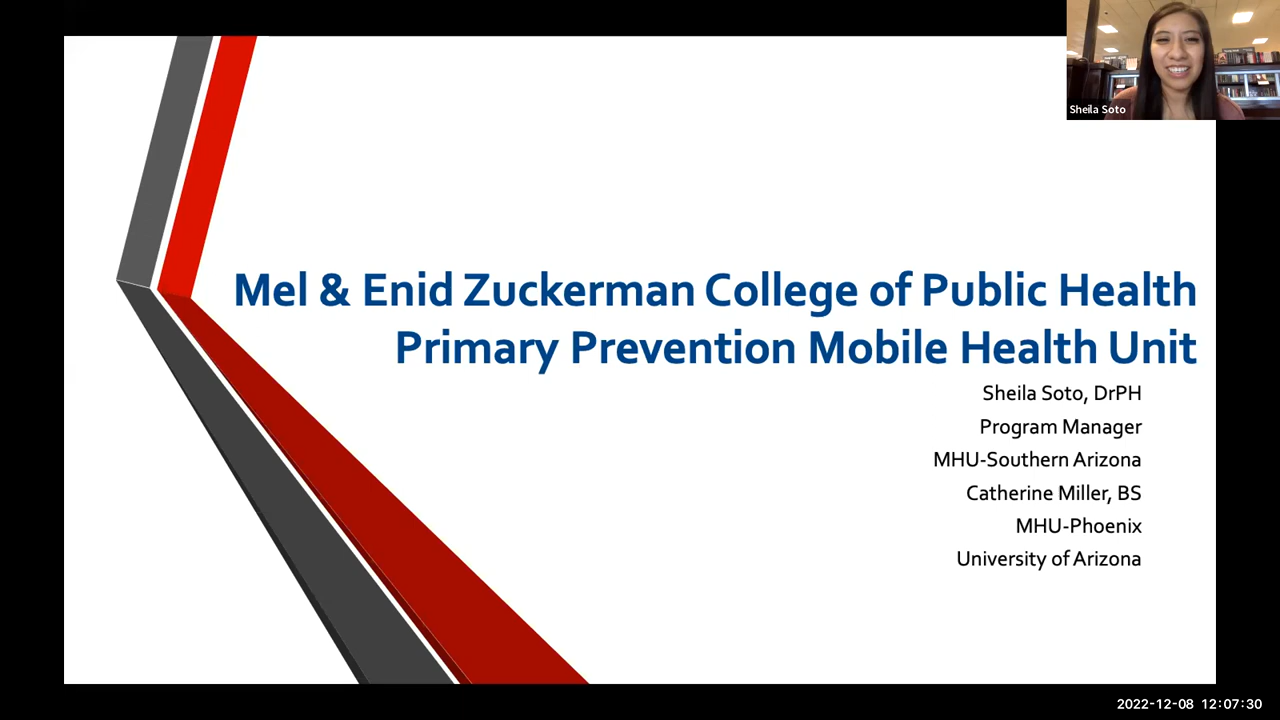 Sheila Soto
Mel & Enid Zuckerman College of Public Health
Primary Prevention Mobile Health Unit
Sheila Soto, DrPH
Program Manager
MHU-Southern Arizona
Catherine Miller, BS
MHU-Phoenix
University of Arizona
2022-12-08 12:07:30